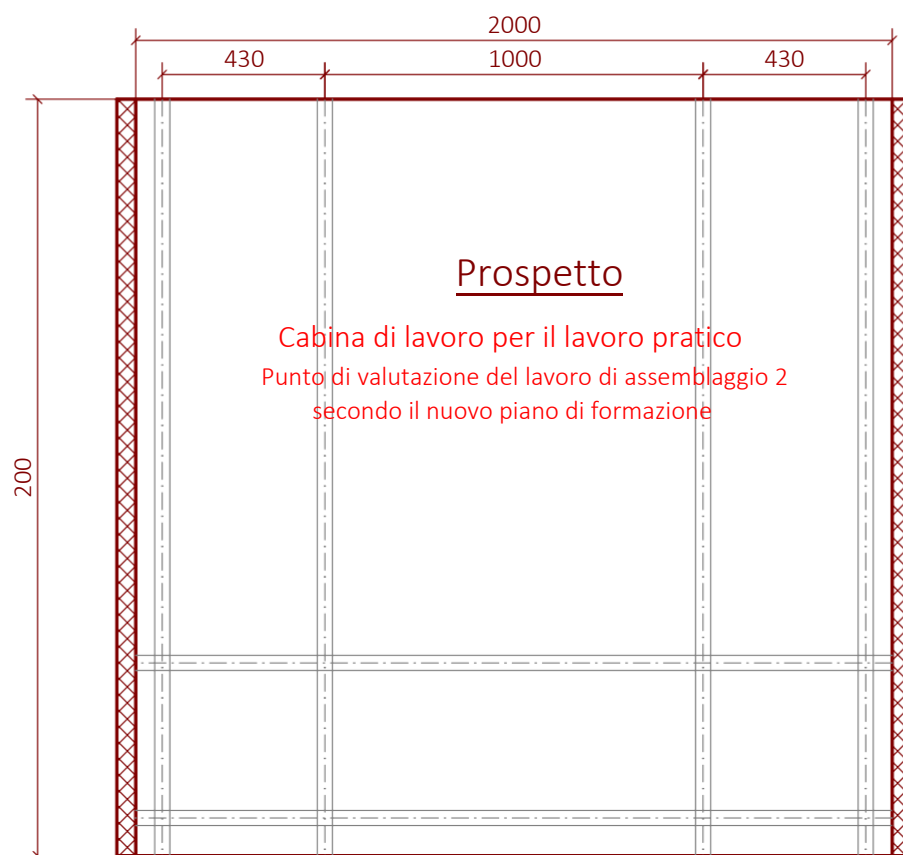 2000
430 1000 430
Prospetto
Cabina di lavoro per il lavoro pratico
Punto di valutazione del lavoro di assemblaggio 2
secondo il nuovo piano di formazione
200